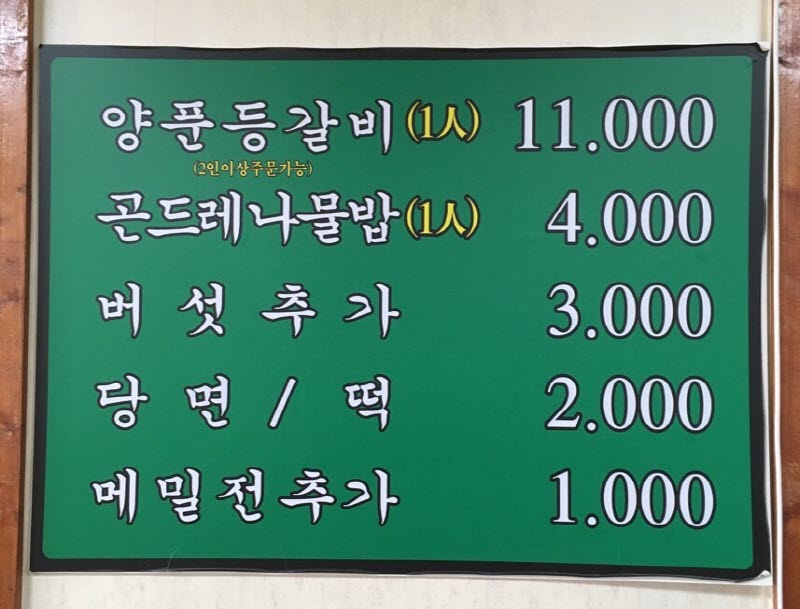 양푼등갈비(1人) 11.000
(2인이상주문가능)
곤드레나물밥(1人) 4.000
버섯추가 3.000
당면/떡 2.000
메밀전추가 1.000